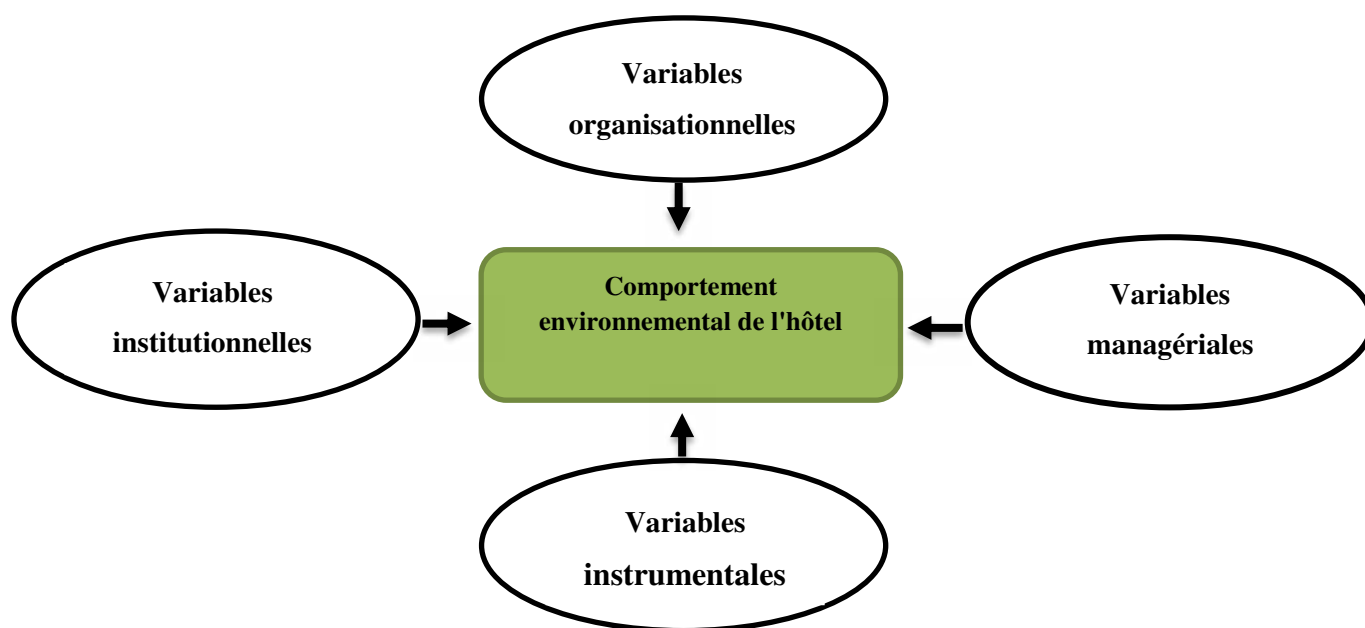 Variables
organisationnelles
Variables
institutionnelles
Comportement
environnemental de l'hôtel
Variables
managériales
Variables
instrumentales